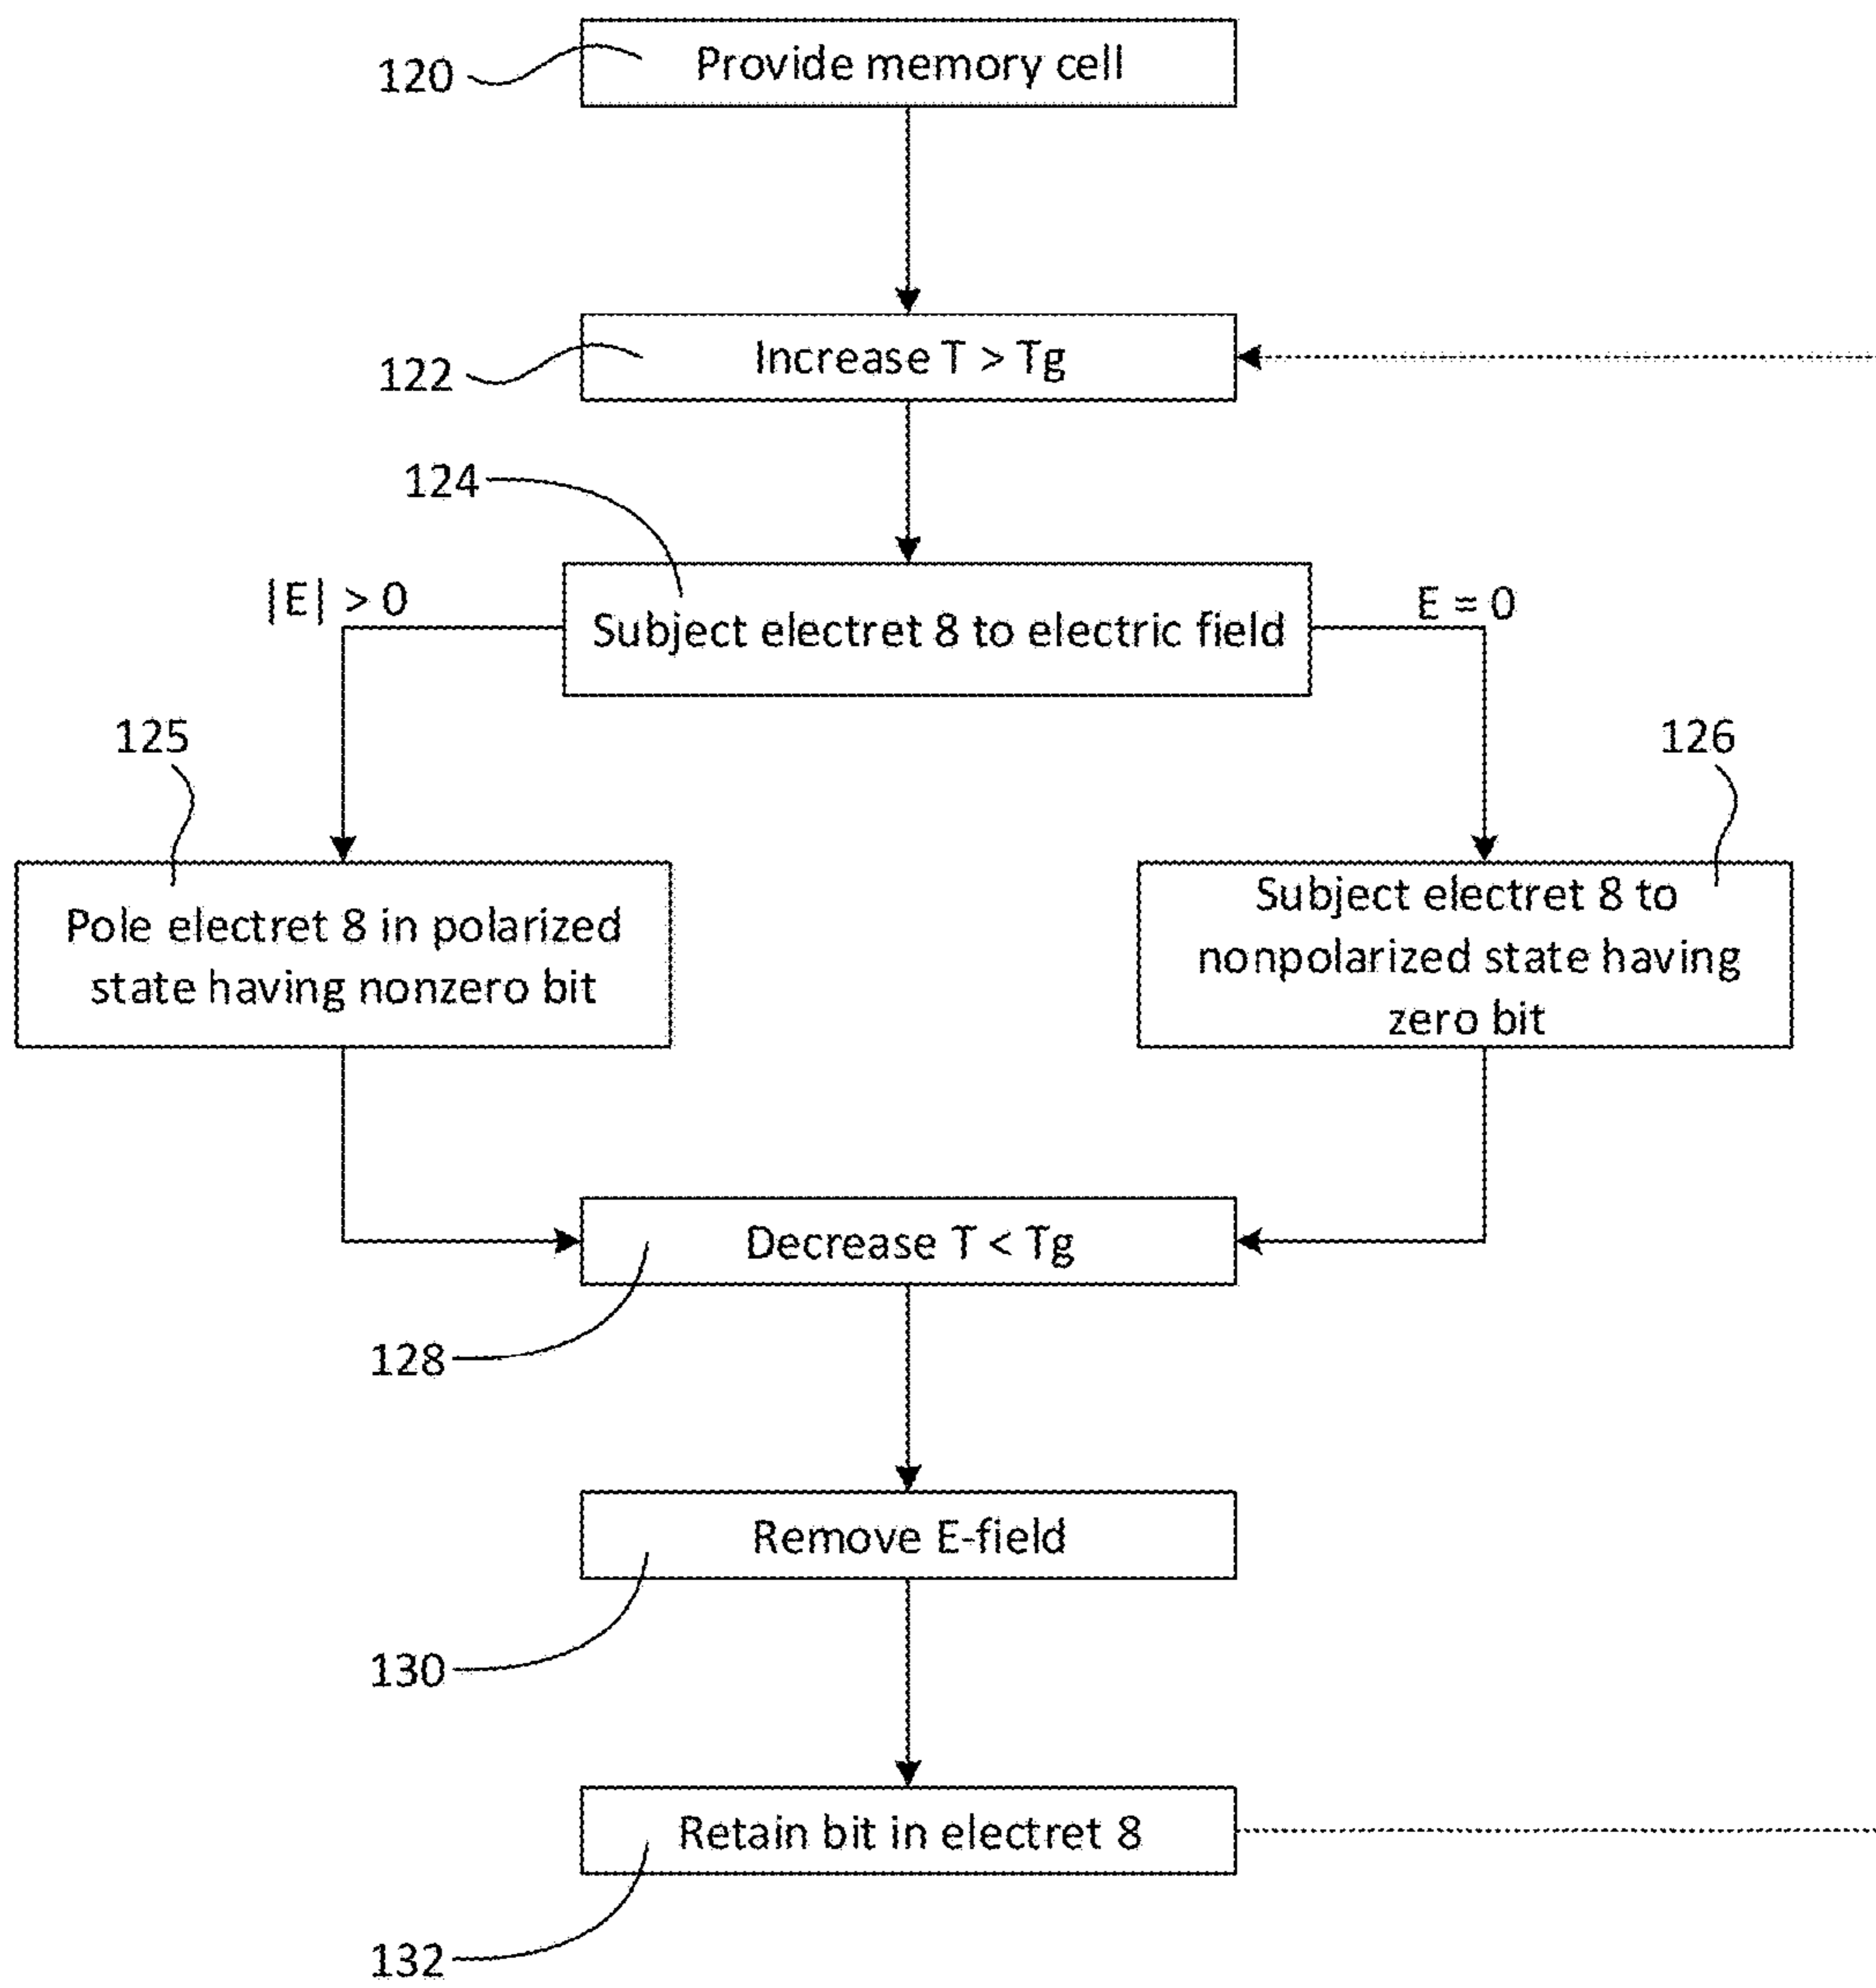 Provide memory cell
120
Increase T > Tg
122
124
|E| > 0
E = 0
Subject electret 8 to electric field
125
126
Pole electret 8 in polarized
state having nonzero bit
Subject electret 8 to
nonpolarized state having
zero bit
Decrease T < Tg
128
Remove E-field
130
Retain bit in electret 8
132